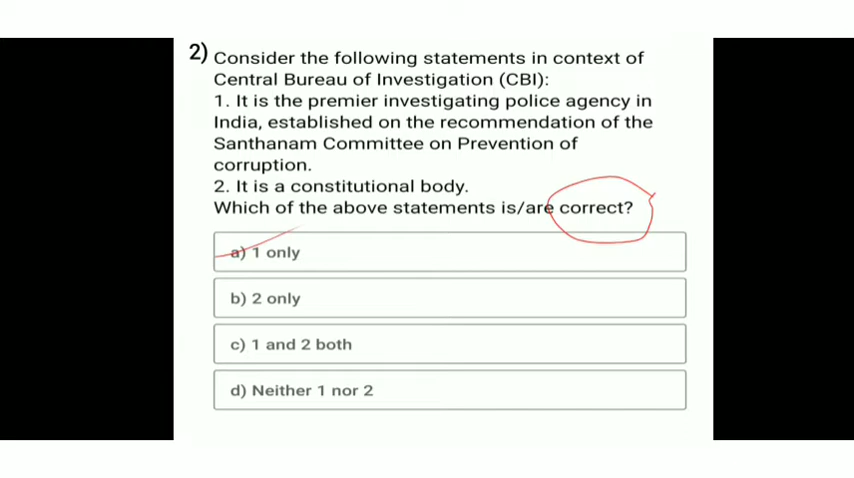 2) Consider the following statements in context of
Central Bureau of Investigation (CBI):
1. It is the premier investigating police agency in
India, established on the recommendation of the
Santhanam Committee on Prevention of
corruption.
2. It is a constitutional body.
Which of the above statements is/are correct?
a) 1 only
b) 2 only
c) 1 and 2 both
d) Neither 1 nor 2